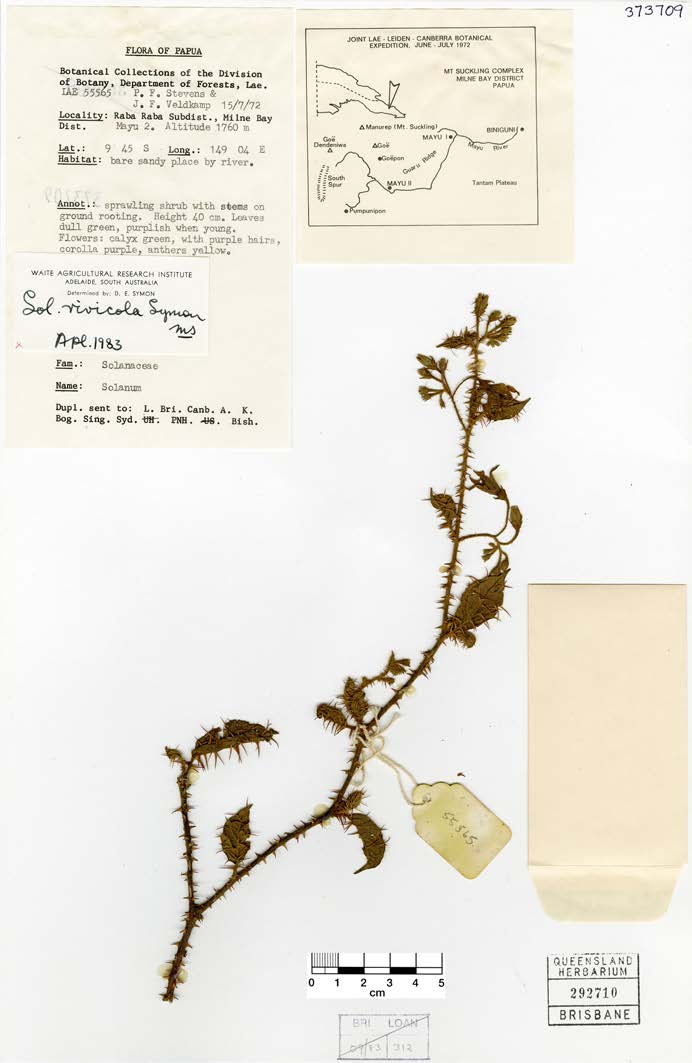 373709
FLORA OF PAPUA
Botanical Collections of the Division
of Botany, Department of Forests, Lae.
LAE 55565 P. F. Stevens &
J. F. Veldkamp 15/7/72
Locality: Raba Raba Subdist., Milne Bay
Dist. Mayu 2. Altitude 1760 m
Lat.: 9 45 S Long.: 149 04 E
Habitat: bare sandy place by river.
Annot.: sprawling shrub with stems on
ground rooting. Height 40 cm. Leaves
dull green, purplish when young.
Flowers: calyx green, with purple hairs,
corolla purple, anthers yellow.
WAITE AGRICULTURAL RESEARCH INSTITUTE
ADELAIDE, SOUTH AUSTRALIA
Determined by: D. E. SYMON
Sol. rivicola Symon
ms
Apl. 1983
x
Fam.: Solanaceae
Name: Solanum
Dupl. sent to: L. Bri. Canb. A. K.
Bog. Sing. Syd. UH. PNH. US. Bish.
JOINT LAE - LEIDEN - CANBERRA BOTANICAL
EXPEDITION, JUNE - JULY 1972
MT SUCKLING COMPLEX
MILNE BAY DISTRICT
PAPUA
Manurep (Mt. Suckling)
BINIGUNI
MAYU I
Mayu River
Goë
Dendeniwa
Goë
Goëpon
Guaru Ridge
South
Spur
MAYU II
Tantam Plateau
Pumpunipon
55565
0 1 2 3 4 5
cm
QUEENSLAND
HERBARIUM
292710
BRISBANE
BRI LOAN
09/83 312